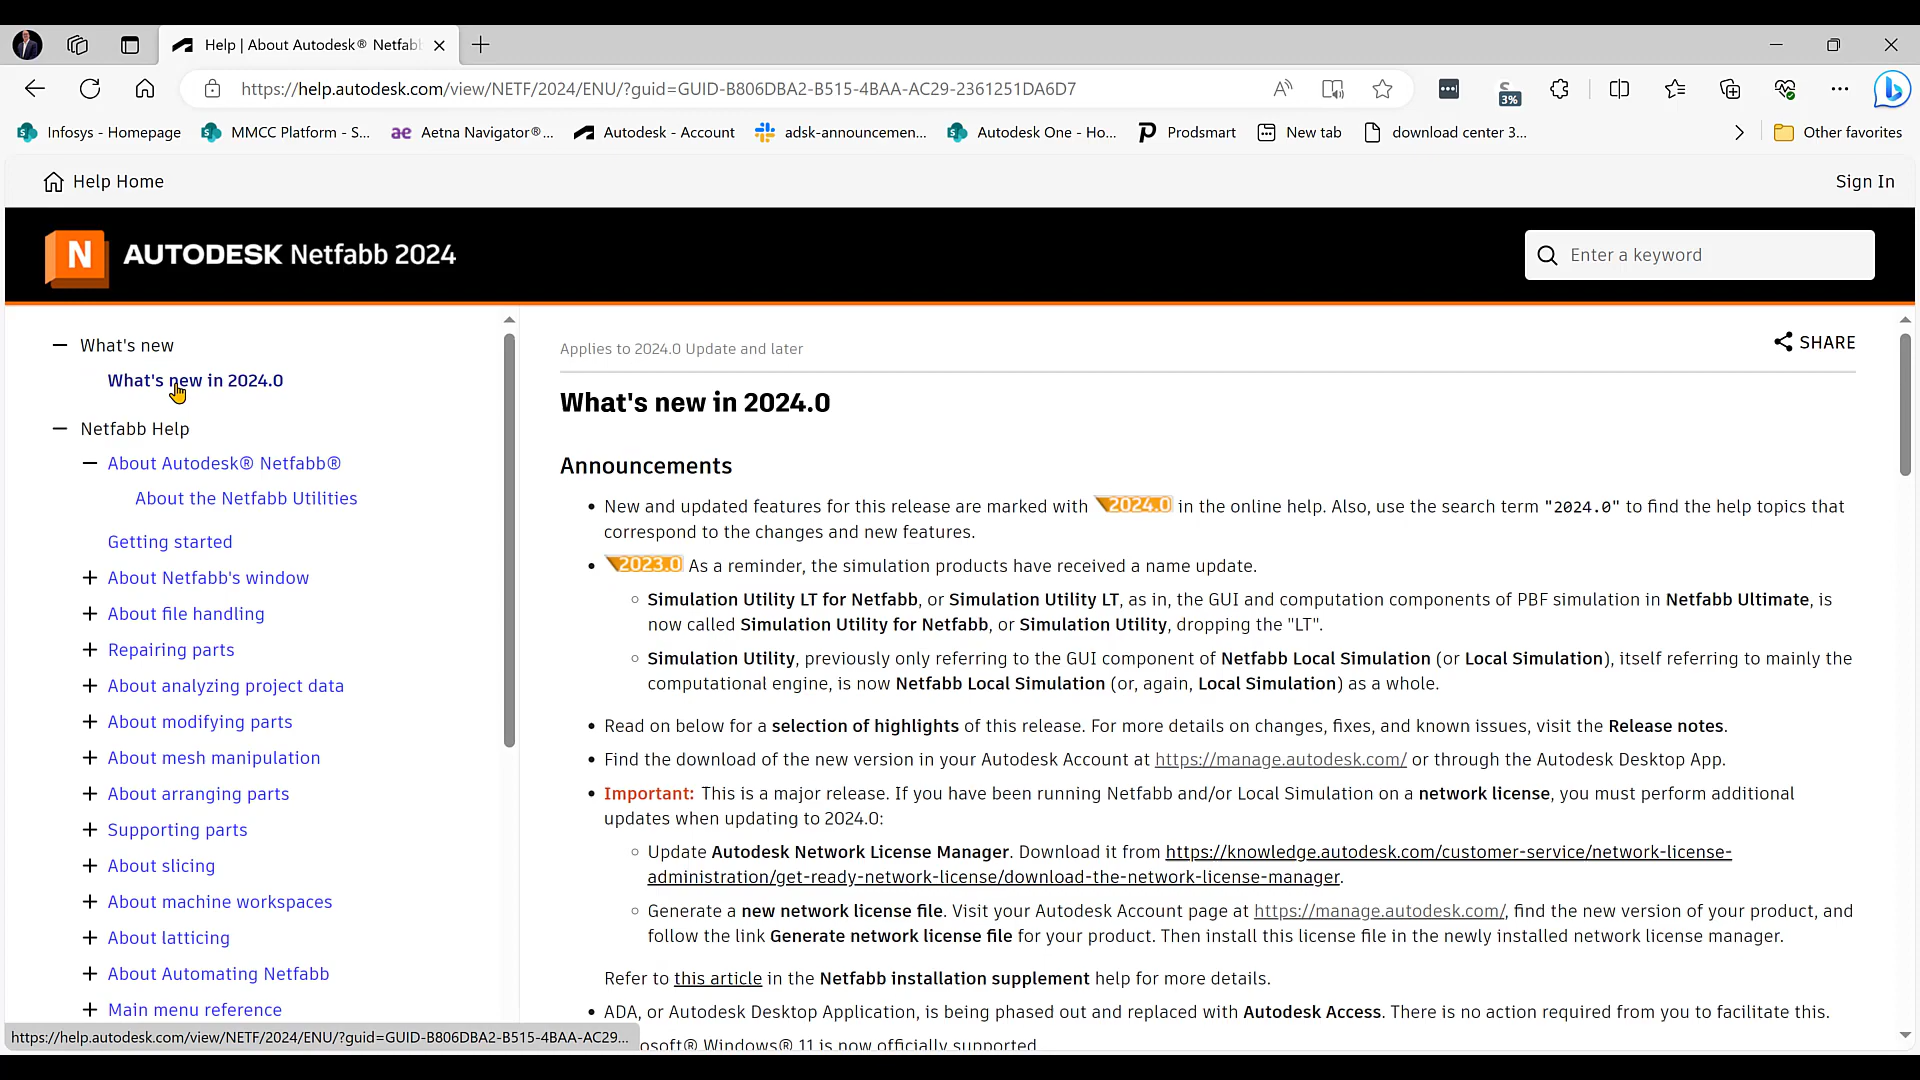 Help | About Autodesk® Netfab
https://help.autodesk.com/view/NETF/2024/ENU/?guid=GUID-B806DBA2-B515-4BAA-AC29-2361251DA6D7
3%
Infosys - Homepage
MMCC Platform - S...
ae Aetna Navigator®...
Autodesk - Account
adsk-announcemen...
Autodesk One - Ho...
Prodsmart
New tab
download center 3...
Other favorites
Help Home
Sign In
N AUTODESK Netfabb 2024
Enter a keyword
What's new
What's new in 2024.0
Netfabb Help
About Autodesk® Netfabb®
About the Netfabb Utilities
Getting started
About Netfabb's window
About file handling
Repairing parts
About analyzing project data
About modifying parts
About mesh manipulation
About arranging parts
Supporting parts
About slicing
About machine workspaces
About latticing
About Automating Netfabb
Main menu reference
https://help.autodesk.com/view/NETF/2024/ENU/?guid=GUID-B806DBA2-B515-4BAA-AC29...
Applies to 2024.0 Update and later
SHARE
What's new in 2024.0
Announcements
• New and updated features for this release are marked with 2024.0 in the online help. Also, use the search term "2024.0" to find the help topics that
correspond to the changes and new features.
• 2023.0 As a reminder, the simulation products have received a name update.
○ Simulation Utility LT for Netfabb, or Simulation Utility LT, as in, the GUI and computation components of PBF simulation in Netfabb Ultimate, is
now called Simulation Utility for Netfabb, or Simulation Utility, dropping the "LT".
○ Simulation Utility, previously only referring to the GUI component of Netfabb Local Simulation (or Local Simulation), itself referring to mainly the
computational engine, is now Netfabb Local Simulation (or, again, Local Simulation) as a whole.
• Read on below for a selection of highlights of this release. For more details on changes, fixes, and known issues, visit the Release notes.
• Find the download of the new version in your Autodesk Account at https://manage.autodesk.com/ or through the Autodesk Desktop App.
• Important: This is a major release. If you have been running Netfabb and/or Local Simulation on a network license, you must perform additional
updates when updating to 2024.0:
○ Update Autodesk Network License Manager. Download it from https://knowledge.autodesk.com/customer-service/network-license-
administration/get-ready-network-license/download-the-network-license-manager.
○ Generate a new network license file. Visit your Autodesk Account page at https://manage.autodesk.com/, find the new version of your product, and
follow the link Generate network license file for your product. Then install this license file in the newly installed network license manager.
Refer to this article in the Netfabb installation supplement help for more details.
• ADA, or Autodesk Desktop Application, is being phased out and replaced with Autodesk Access. There is no action required from you to facilitate this.
osoft® Windows® 11 is now officially supported